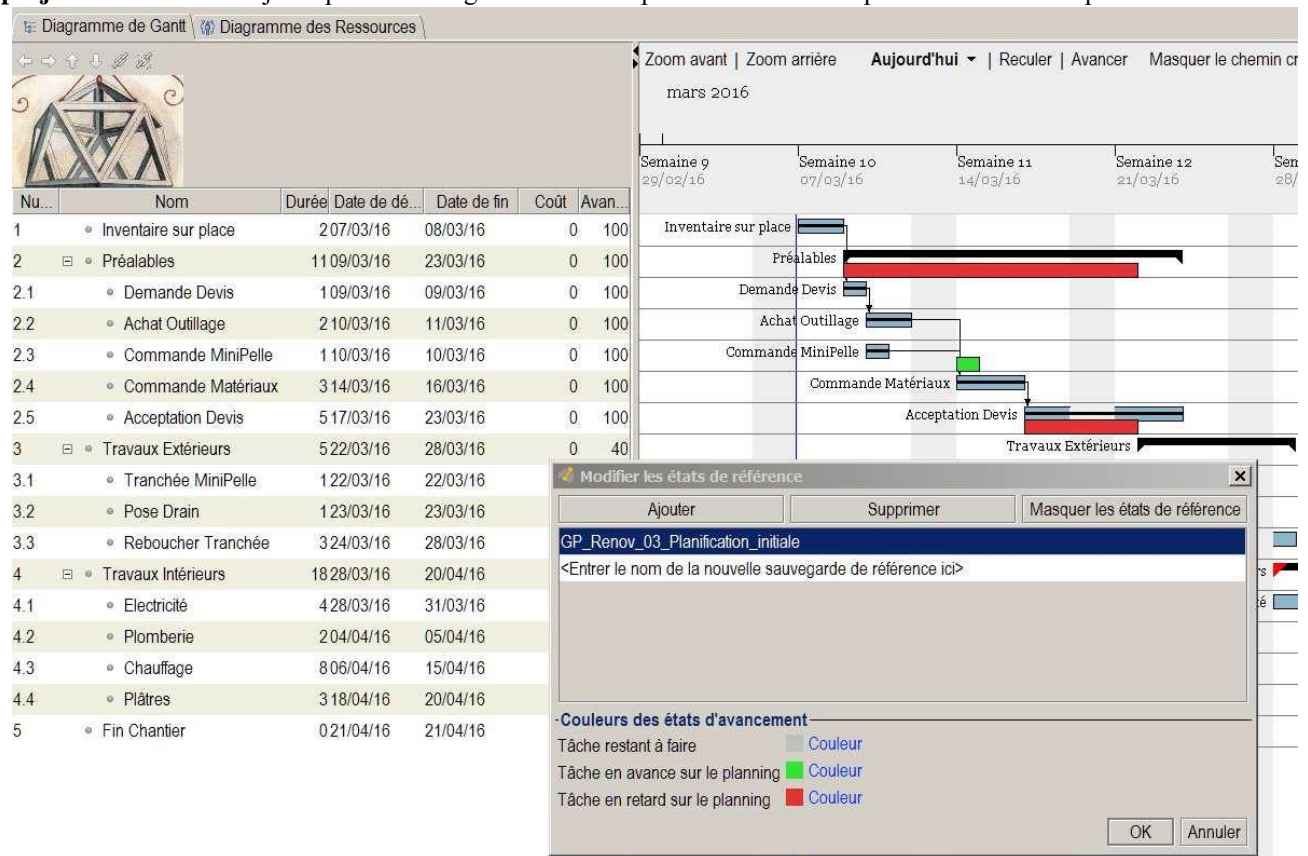 Diagramme de Gantt
Diagramme des Ressources
Zoom avant | Zoom arrière Aujourd'hui | Reculer | Avancer Masquer le chemin cr
mars 2016
Semaine 9 Semaine 10 Semaine 11 Semaine 12 Sem
29/02/16 07/03/16 14/03/16 21/03/16 28/
Nu... Nom Durée Date de dé... Date de fin Coût Avan...
1 Inventaire sur place 2 07/03/16 08/03/16 0 100
2 Préalables 11 09/03/16 23/03/16 0 100
2.1 Demande Devis 1 09/03/16 09/03/16 0 100
2.2 Achat Outillage 2 10/03/16 11/03/16 0 100
2.3 Commande MiniPelle 1 10/03/16 10/03/16 0 100
2.4 Commande Matériaux 3 14/03/16 16/03/16 0 100
2.5 Acceptation Devis 5 17/03/16 23/03/16 0 100
3 Travaux Extérieurs 5 22/03/16 28/03/16 0 40
3.1 Tranchée MiniPelle 1 22/03/16 22/03/16
3.2 Pose Drain 1 23/03/16 23/03/16
3.3 Reboucher Tranchée 3 24/03/16 28/03/16
4 Travaux Intérieurs 18 28/03/16 20/04/16
4.1 Electricité 4 28/03/16 31/03/16
4.2 Plomberie 2 04/04/16 05/04/16
4.3 Chauffage 8 06/04/16 15/04/16
4.4 Plâtres 3 18/04/16 20/04/16
5 Fin Chantier 0 21/04/16 21/04/16
Inventaire sur place
Préalables
Demande Devis
Achat Outillage
Commande MiniPelle
Commande Matériaux
Acceptation Devis
Travaux Extérieurs
rs
té
Modifier les états de référence
Ajouter Supprimer Masquer les états de référence
GP_Renov_03_Planification_initiale
<Entrer le nom de la nouvelle sauvegarde de référence ici>
Couleurs des états d'avancement
Tâche restant à faire Couleur
Tâche en avance sur le planning Couleur
Tâche en retard sur le planning Couleur
OK Annuler